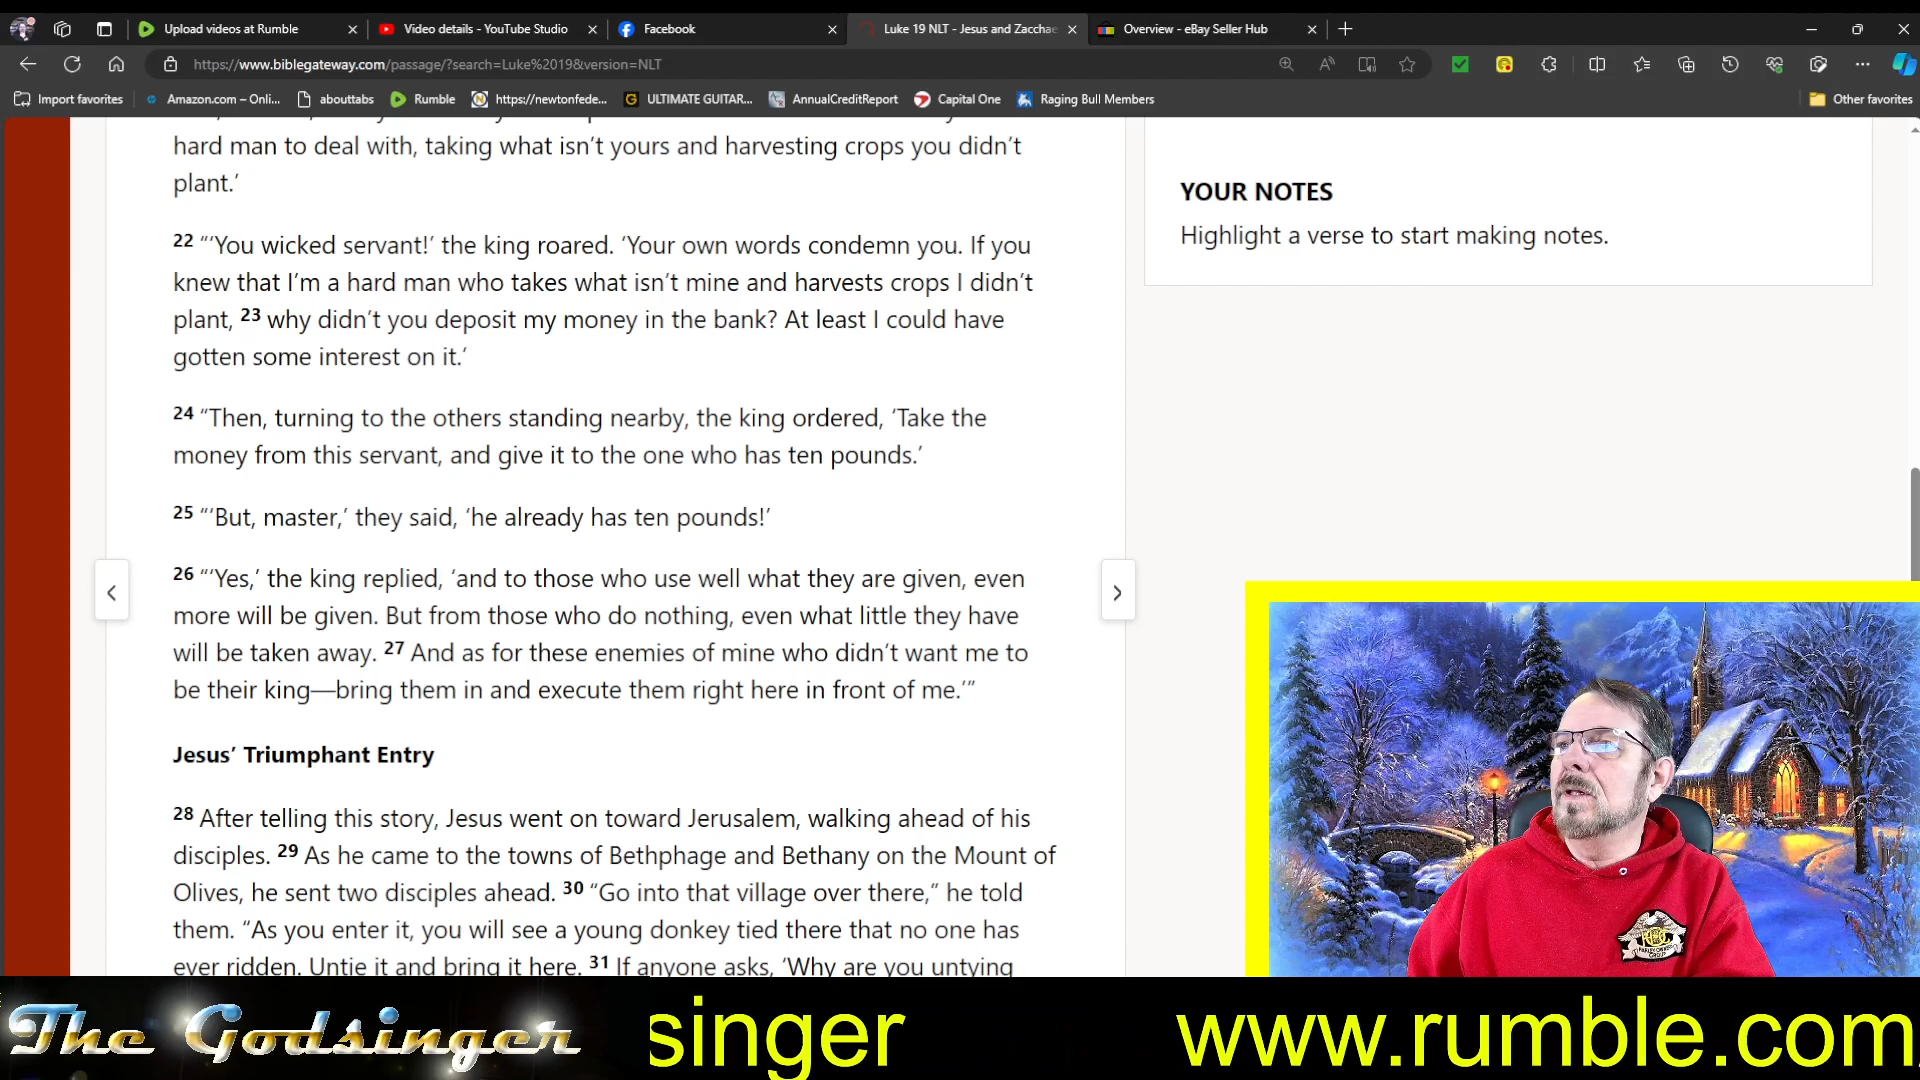 Upload videos at Rumble
Video details - YouTube Studio
Facebook
Luke 19 NLT - Jesus and Zacchae
Overview - eBay Seller Hub
https://www.biblegateway.com/passage/?search=Luke%2019&version=NLT
Import favorites
Amazon.com – Onli...
abouttabs
Rumble
https://newtonfede...
ULTIMATE GUITAR...
AnnualCreditReport
Capital One
Raging Bull Members
Other favorites
hard man to deal with, taking what isn’t yours and harvesting crops you didn’t
plant.’
22 “‘You wicked servant!’ the king roared. ‘Your own words condemn you. If you
knew that I’m a hard man who takes what isn’t mine and harvests crops I didn’t
plant, 23 why didn’t you deposit my money in the bank? At least I could have
gotten some interest on it.’
24 “Then, turning to the others standing nearby, the king ordered, ‘Take the
money from this servant, and give it to the one who has ten pounds.’
25 “‘But, master,’ they said, ‘he already has ten pounds!’
26 “‘Yes,’ the king replied, ‘and to those who use well what they are given, even
more will be given. But from those who do nothing, even what little they have
will be taken away. 27 And as for these enemies of mine who didn’t want me to
be their king—bring them in and execute them right here in front of me.’”
Jesus’ Triumphant Entry
28 After telling this story, Jesus went on toward Jerusalem, walking ahead of his
disciples. 29 As he came to the towns of Bethphage and Bethany on the Mount of
Olives, he sent two disciples ahead. 30 “Go into that village over there,” he told
them. “As you enter it, you will see a young donkey tied there that no one has
ever ridden. Untie it and bring it here. 31 If anyone asks, ‘Why are you untying
YOUR NOTES
Highlight a verse to start making notes.
The Godsinger
singer
www.rumble.com